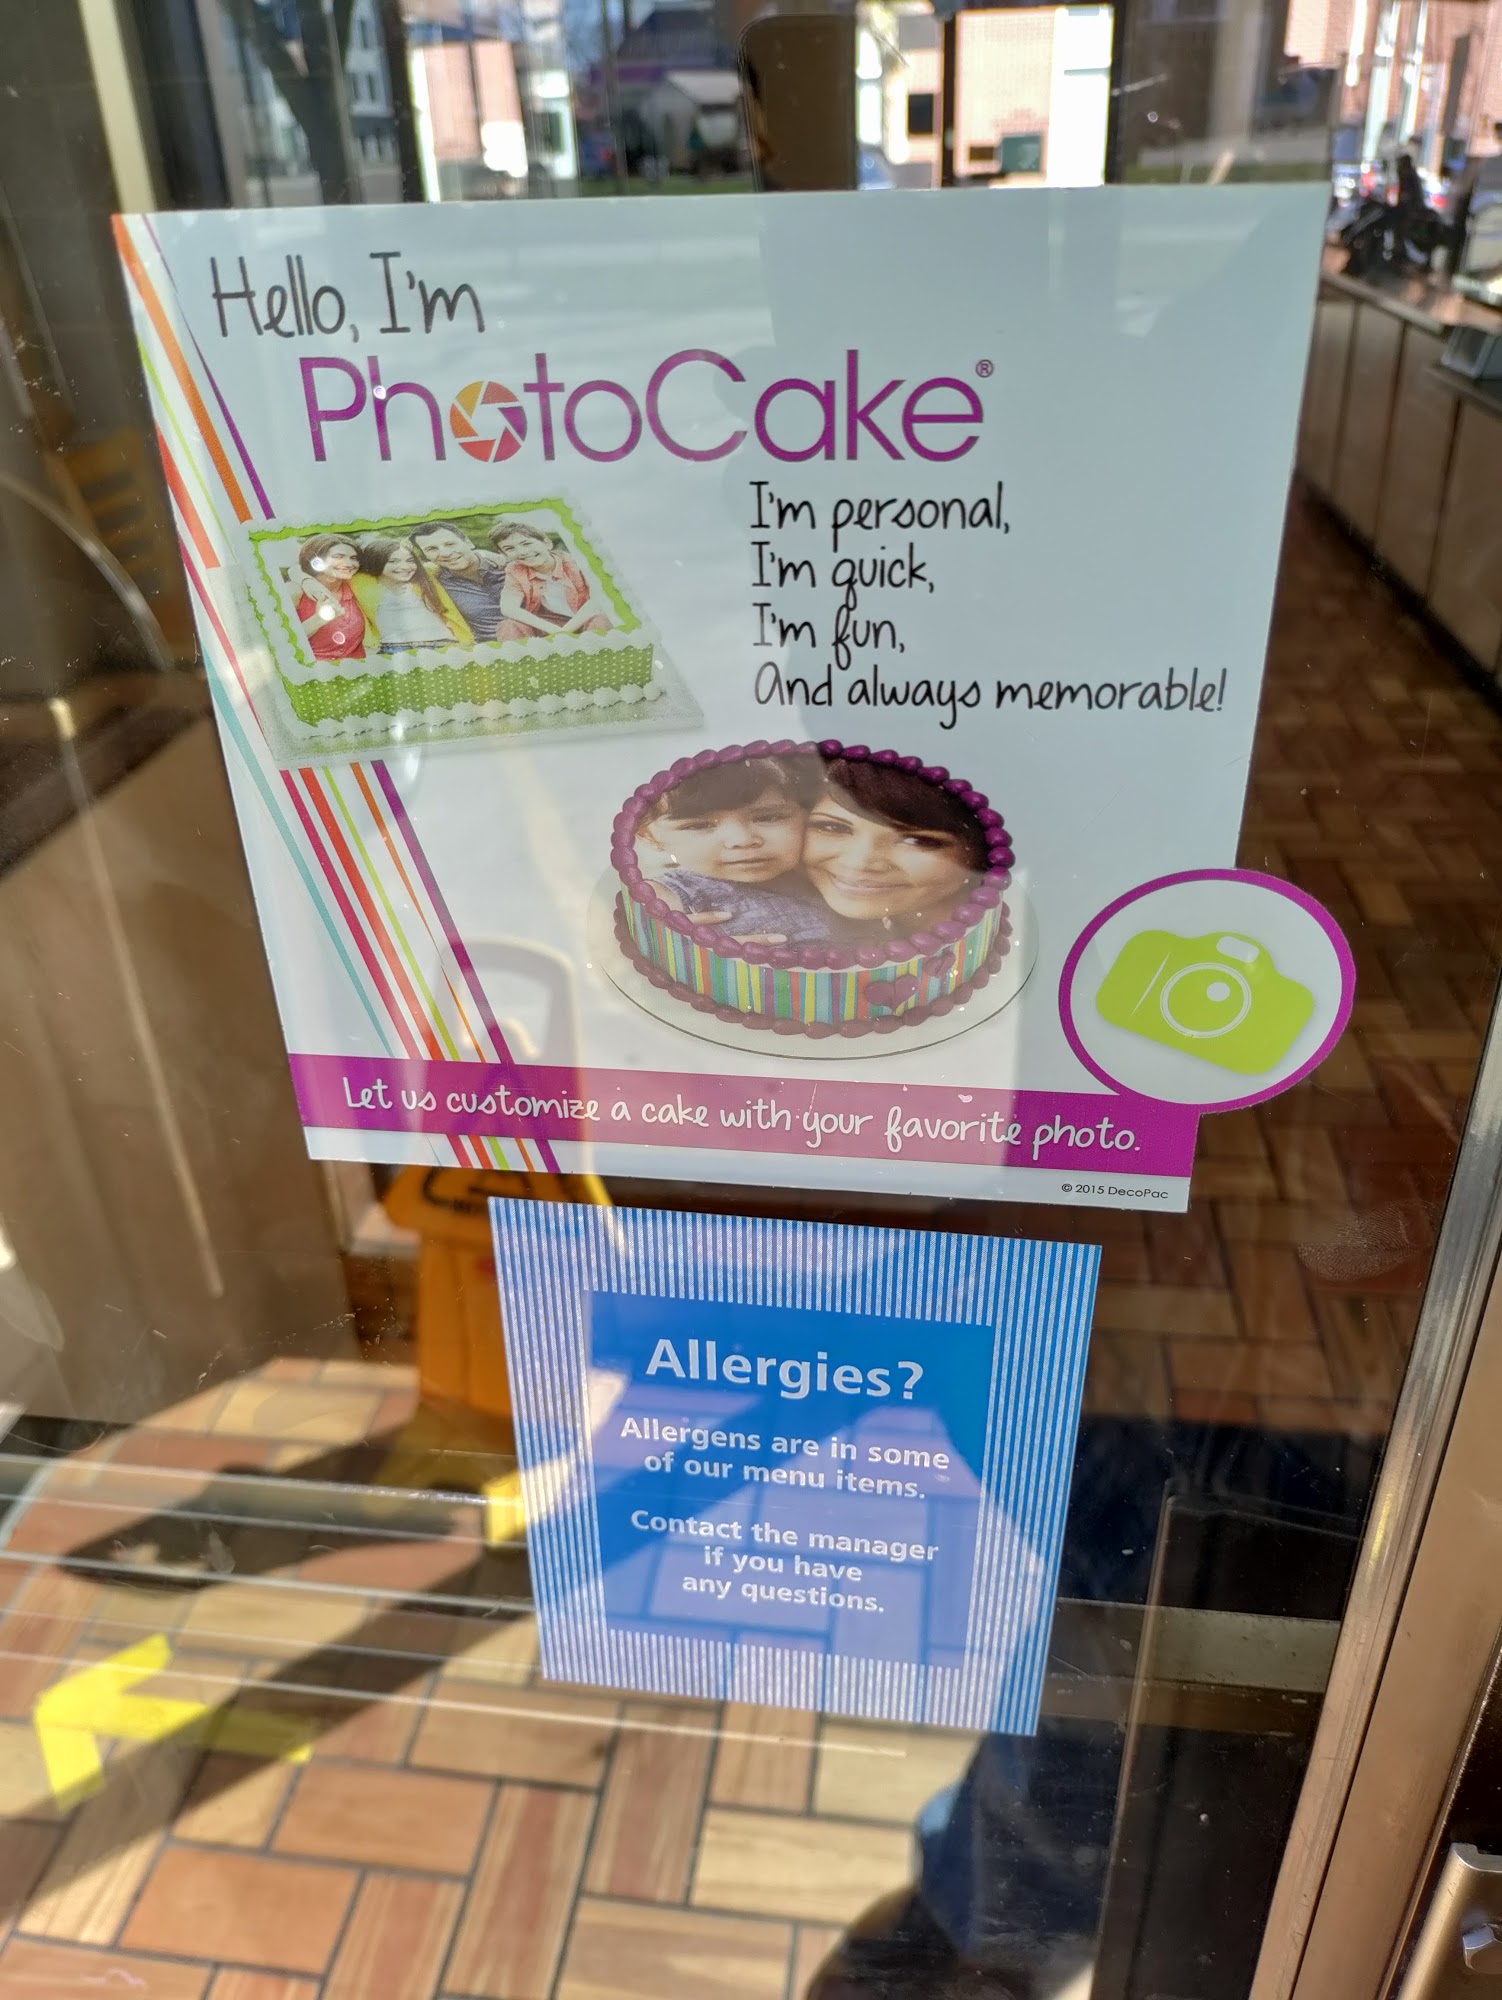 Hello, I'm
PhotoCake®
I'm personal,
I'm quick,
I'm fun,
And always memorable!
Let us customize a cake with your favorite photo.
© 2015 DecoPac
Allergies?
Allergens are in some
of our menu items.
Contact the manager
if you have
any questions.